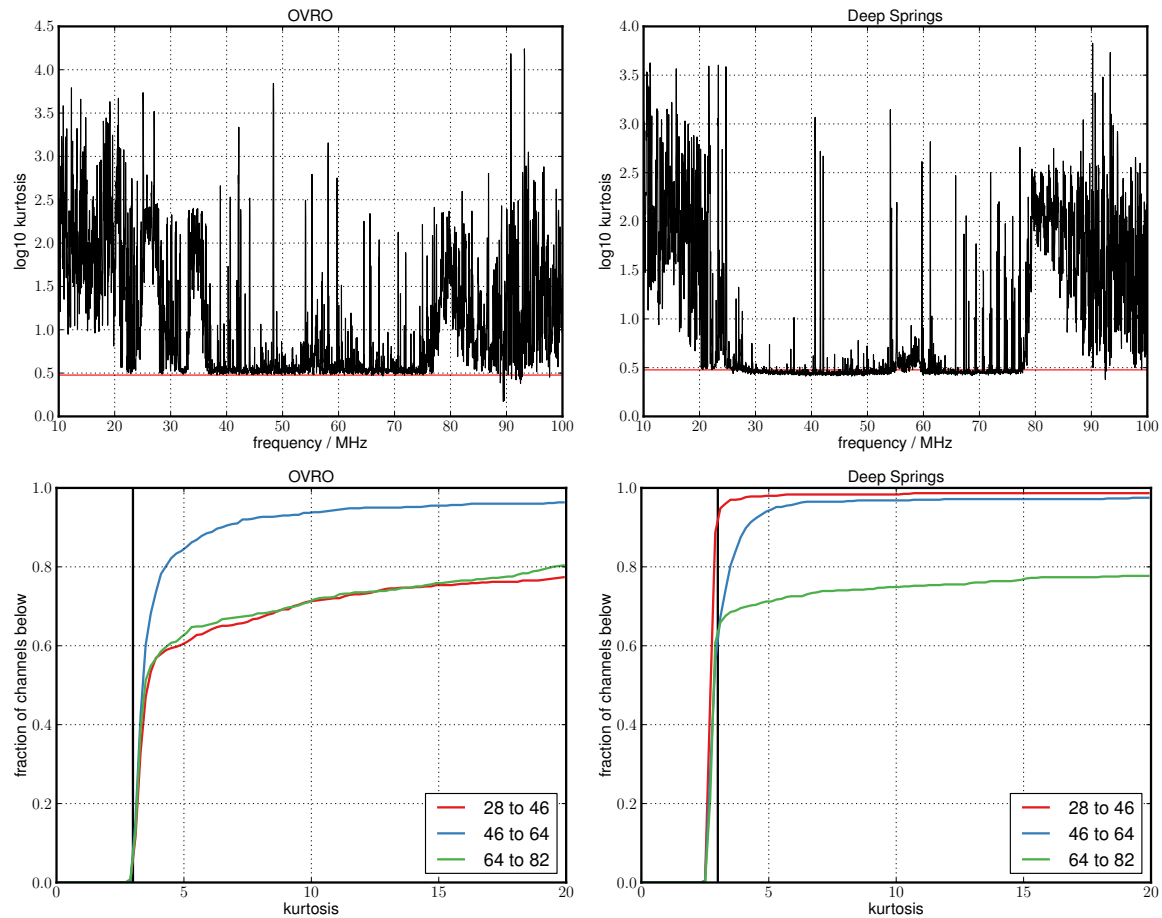 OVRO
4.5
4.0
3.5
3.0
2.5
2.0
1.5
1.0
0.5
0.0
log10 kurtosis
10 20 30 40 50 60 70 80 90 100
frequency / MHz
Deep Springs
4.0
3.5
3.0
2.5
2.0
1.5
1.0
0.5
0.0
log10 kurtosis
10 20 30 40 50 60 70 80 90 100
frequency / MHz
OVRO
1.0
0.8
0.6
0.4
0.2
0.0
fraction of channels below
28 to 46
46 to 64
64 to 82
0 5 10 15 20
kurtosis
Deep Springs
1.0
0.8
0.6
0.4
0.2
0.0
fraction of channels below
28 to 46
46 to 64
64 to 82
0 5 10 15 20
kurtosis